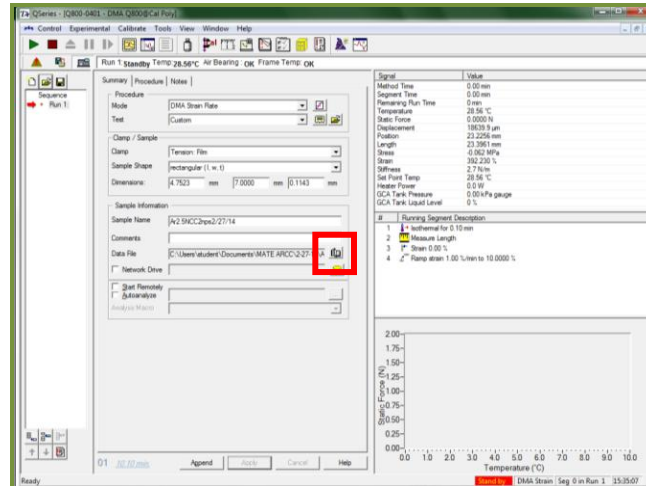 QSeries - [Q800-0401 - DMA Q800@Cal Poly]
Control Experimental Calibrate Tools View Window Help
Run 1 Standby Temp: 28.56°C Air Bearing: OK Frame Temp: OK
Sequence
Run 1:
Summary Procedure Notes
Procedure
Mode DMA Strain Rate
Test Custom
Clamp / Sample
Clamp Tension: Film
Sample Shape rectangular (l, w, t)
Dimensions: 4.7523 mm 7.0000 mm 0.1143 mm
Sample Information
Sample Name
Comments
Data File C:\Users\student\Documents\MATE ARCC\2-27-1
Network Drive
Start Remotely
Autoanalyze
Analysis Macro
01 10.10 min Append Apply Cancel Help
Signal Value
Method Time 0.00 min
Segment Time 0.00 min
Remaining Run Time 0 min
Temperature 28.56 °C
Static Force 0.0000 N
Displacement 18639.9 µm
Position 23.2256 mm
Length 23.3961 mm
Stress -0.062 MPa
Strain 392.230 %
Stiffness 2.7 N/m
Set Point Temp 28.56 °C
Heater Power 0.0 W
GCA Tank Pressure 0.00 kPa gauge
GCA Tank Liquid Level 0 %
# Running Segment Description
1 Isothermal for 0.10 min
2 Measure Length
3 Strain 0.00 %
4 Ramp strain 1.00 %/min to 10.0000 %
2.00
1.75
1.50
1.25
1.00
0.75
0.50
0.25
0.00
Static Force (N)
0.0 1.0 2.0 3.0 4.0 5.0 6.0 7.0 8.0 9.0 10.0
Temperature (°C)
Ready Stand by DMA Strain Seg 0 in Run 1 15:35:07